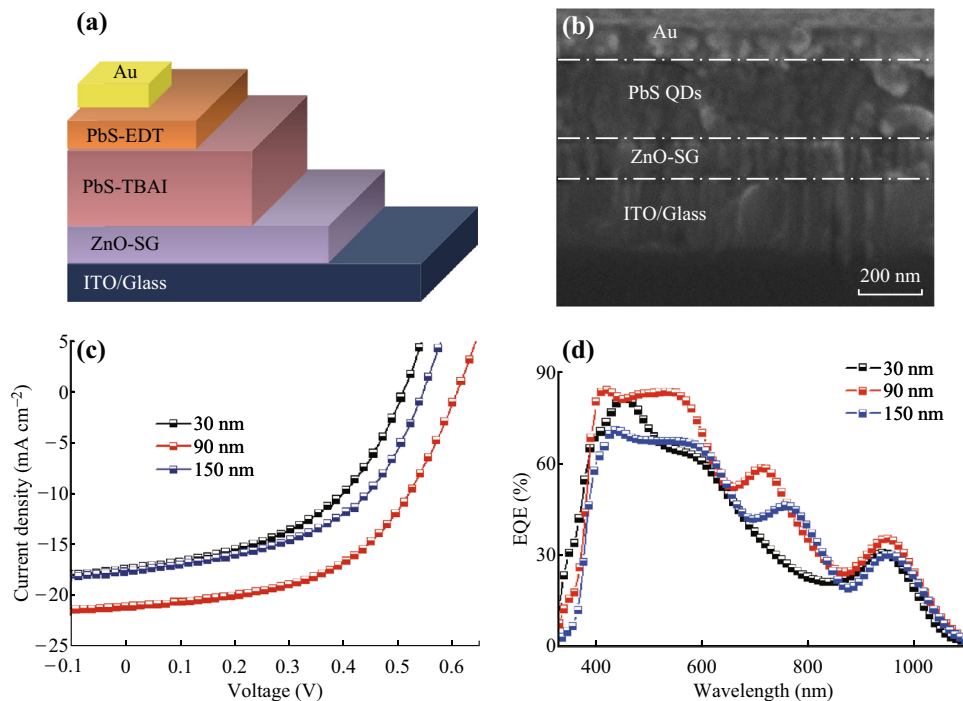 (a)
Au
PbS-EDT
PbS-TBAI
ZnO-SG
ITO/Glass
(b)
Au
PbS QDs
ZnO-SG
ITO/Glass
200 nm
(c)
5
0
−5
−10
−15
−20
−25
−0.1
0
0.1
0.2
0.3
0.4
0.5
0.6
Current density (mA cm−2)
Voltage (V)
30 nm
90 nm
150 nm
(d)
90
60
30
0
400
600
800
1000
EQE (%)
Wavelength (nm)
30 nm
90 nm
150 nm